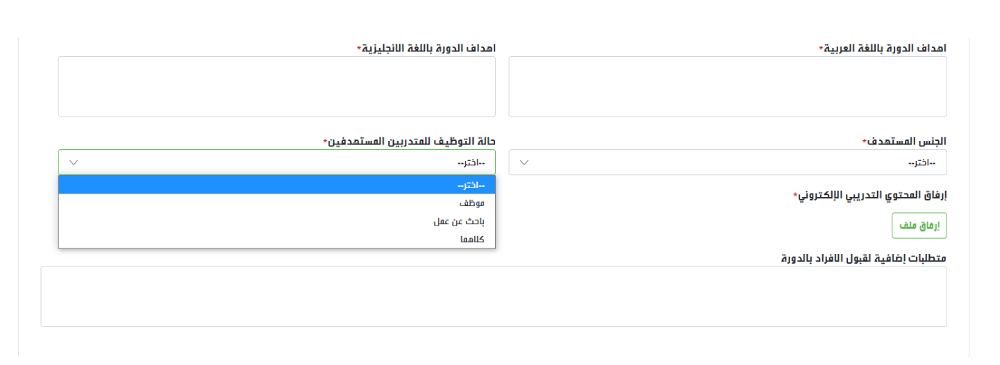 اهداف الدورة باللغة العربية*
اهداف الدورة باللغة الانجليزية*
الجنس المستهدف*
--اختر--
حالة التوظيف للمتدربين المستهدفين*
--اختر--
--اختر--
موظف
باحث عن عمل
كلاهما
إرفاق المحتوي التدريبي الإلكتروني*
إرفاق ملف
متطلبات إضافية لقبول الافراد بالدورة